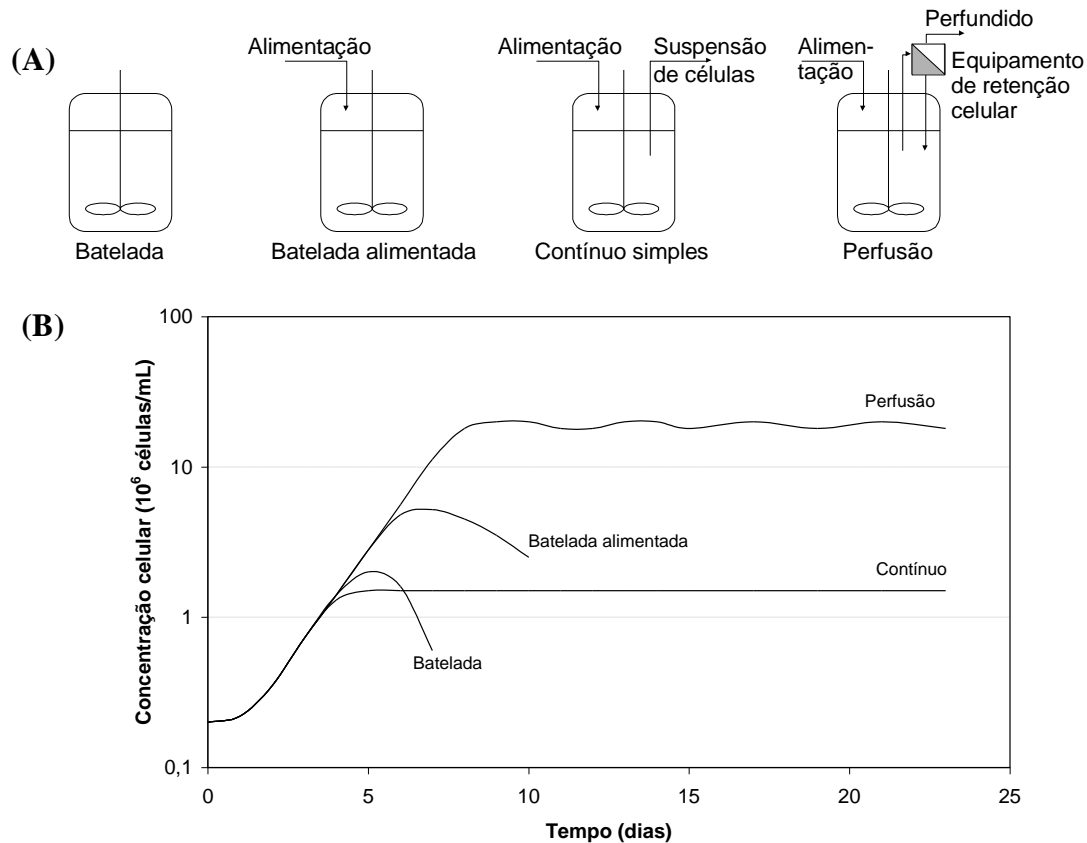 (A)
Alimentação
Alimentação
Suspensão
de células
Alimen-
tação
Perfundido
Equipamento
de retenção
celular
Batelada
Batelada alimentada
Contínuo simples
Perfusão
(B)
Concentração celular (10⁶ células/mL)
100
10
1
0,1
Perfusão
Batelada alimentada
Contínuo
Batelada
0 5 10 15 20 25
Tempo (dias)